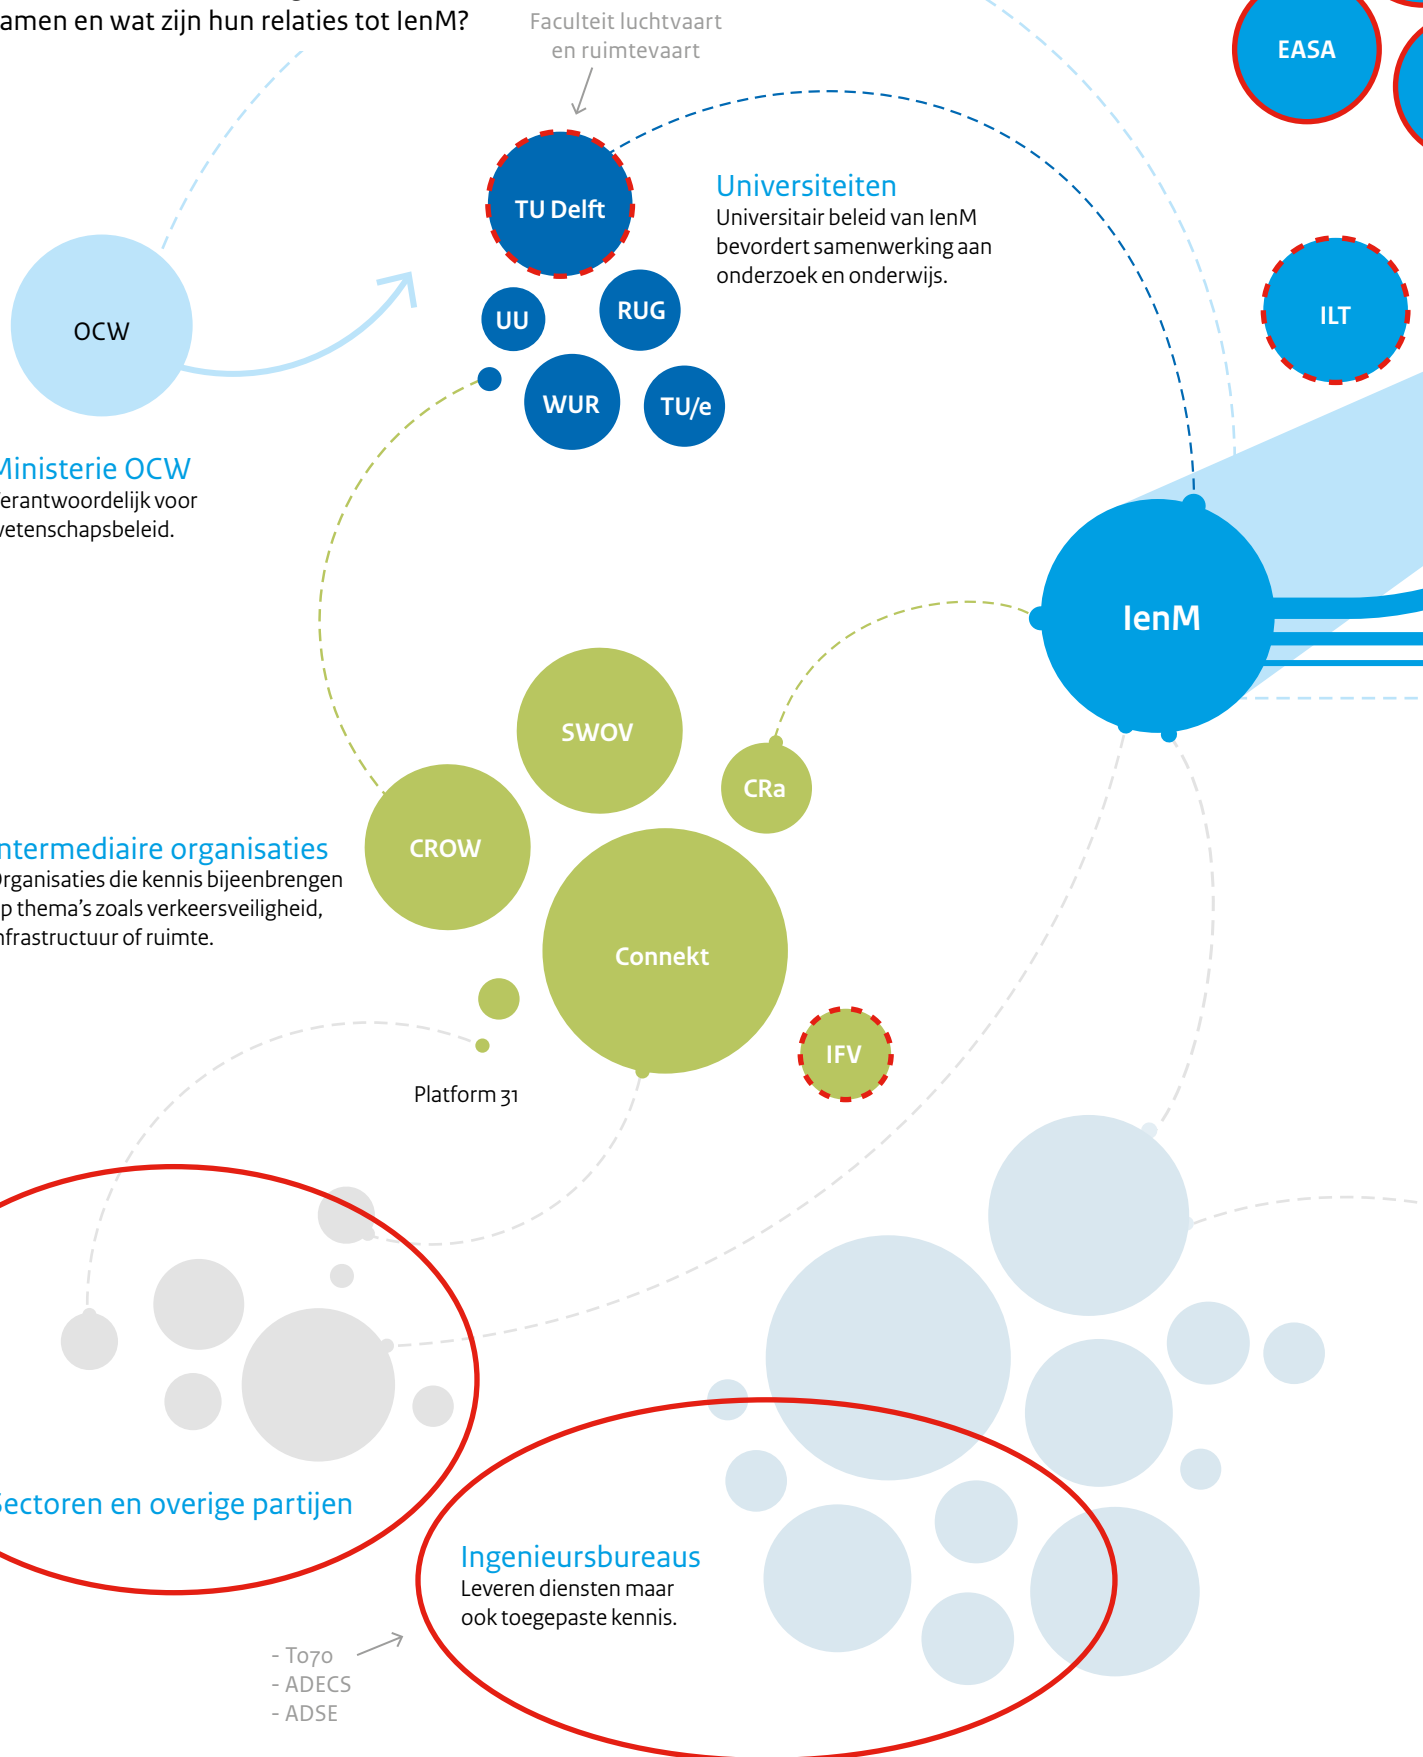 amen en wat zijn hun relaties tot IenM?
Faculteit luchtvaart
en ruimtevaart
EASA
TU Delft
Universiteiten
Universitair beleid van IenM
bevordert samenwerking aan
onderzoek en onderwijs.
OCW
UU
RUG
ILT
WUR
TU/e
Ministerie OCW
erantwoordelijk voor
wetenschapsbeleid.
IenM
SWOV
CRa
CROW
ntermediaire organisaties
Organisaties die kennis bijeenbrengen
p thema's zoals verkeersveiligheid,
nfrastructuur of ruimte.
Connekt
IFV
Platform 31
Sectoren en overige partijen
Ingenieursbureaus
Leveren diensten maar
ook toegepaste kennis.
- To70
- ADECS
- ADSE